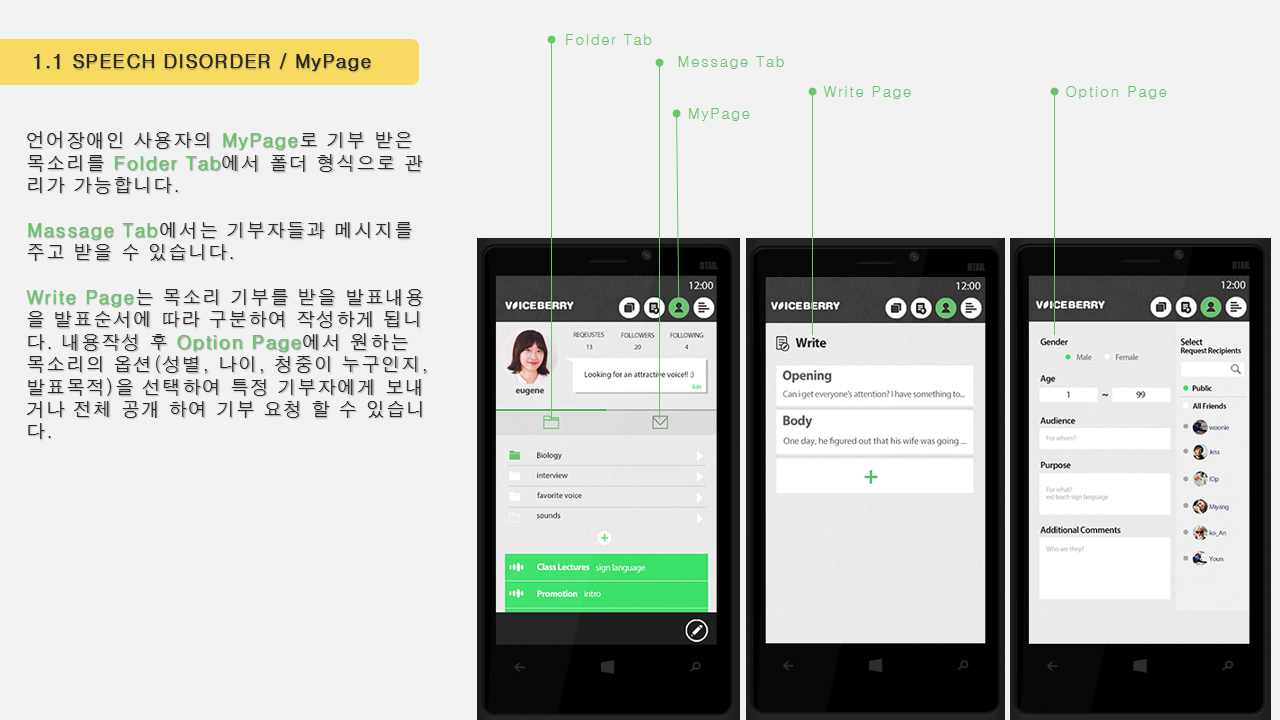 1.1 SPEECH DISORDER / MyPage
언어장애인 사용자의 MyPage로 기부 받은
목소리를 Folder Tab에서 폴더 형식으로 관
리가 가능합니다.
Massage Tab에서는 기부자들과 메시지를
주고 받을 수 있습니다.
Write Page는 목소리 기부를 받을 발표내용
을 발표순서에 따라 구분하여 작성하게 됩니
다. 내용작성 후 Option Page에서 원하는
목소리의 옵션(성별, 나이, 청중이 누구인지,
발표목적)을 선택하여 특정 기부자에게 보내
거나 전체 공개 하여 기부 요청 할 수 있습니
다.
Folder Tab
Message Tab
MyPage
Write Page
Option Page
DTAIL
12:00
VOICEBERRY
REQEUSTES
13
FOLLOWERS
20
FOLLOWING
4
Looking for an attractive voice!! :)
Edit
eugene
Biology
interview
favorite voice
sounds
+
Class Lectures sign language
Promotion intro
DTAIL
12:00
VOICEBERRY
Write
Opening
Can i get everyone's attention? I have something to...
Body
One day, he figured out that his wife was going ...
+
DTAIL
12:00
VOICEBERRY
Gender
Male Female
Age
1 ~ 99
Audience
For whom?
Purpose
For what?
ex) teach sign language
Additional Comments
Who are they?
Select
Request Recipients
Public
All Friends
woonie
Jess
IOp
Miyang
ko_An
Youn